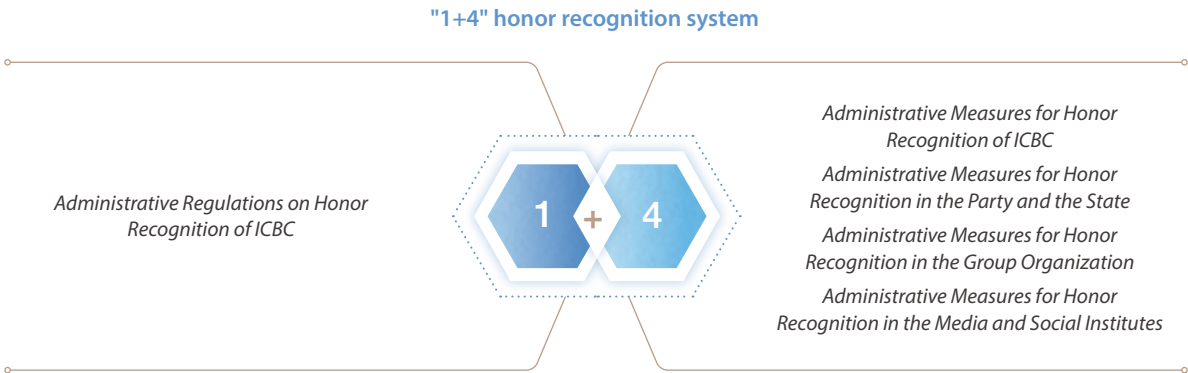 "1+4" honor recognition system
Administrative Regulations on Honor
Recognition of ICBC
1 + 4
Administrative Measures for Honor
Recognition of ICBC
Administrative Measures for Honor
Recognition in the Party and the State
Administrative Measures for Honor
Recognition in the Group Organization
Administrative Measures for Honor
Recognition in the Media and Social Institutes